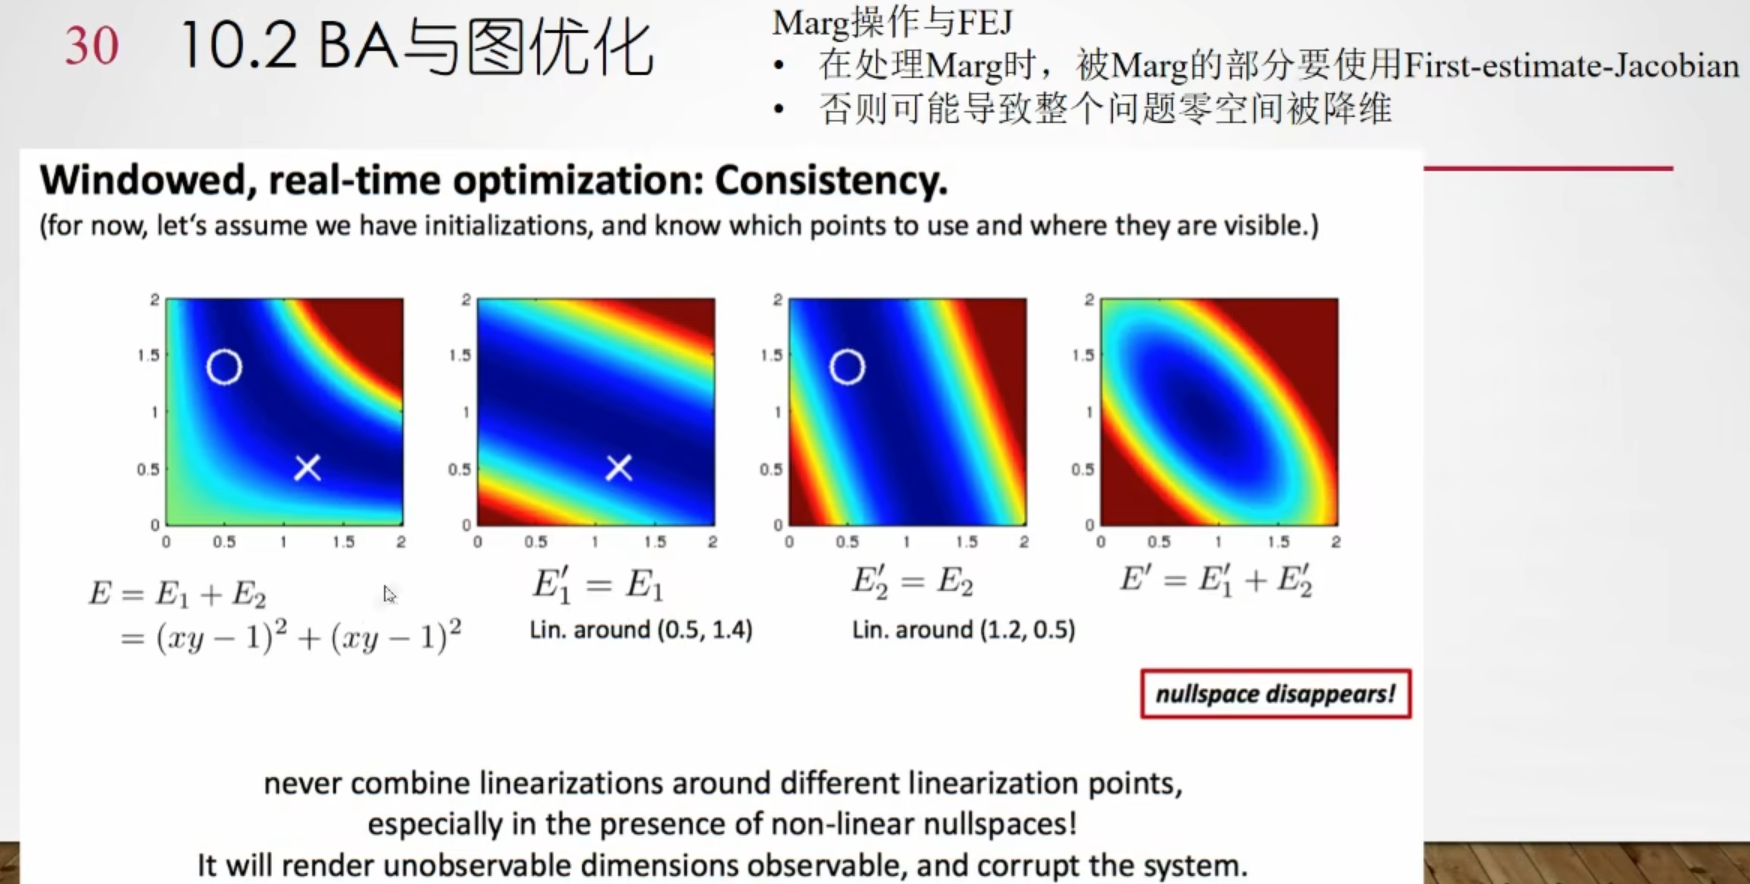 30 10.2 BA与图优化
Marg操作与FEJ
• 在处理Marg时，被Marg的部分要使用First-estimate-Jacobian
• 否则可能导致整个问题零空间被降维
Windowed, real-time optimization: Consistency.
(for now, let's assume we have initializations, and know which points to use and where they are visible.)
2 1.5 1 0.5 0
0 0.5 1 1.5 2
2 1.5 1 0.5 0
0 0.5 1 1.5 2
2 1.5 1 0.5 0
0 0.5 1 1.5 2
2 1.5 1 0.5 0
0 0.5 1 1.5 2
E = E₁ + E₂
= (xy − 1)² + (xy − 1)²
E′₁ = E₁
Lin. around (0.5, 1.4)
E′₂ = E₂
Lin. around (1.2, 0.5)
E′ = E′₁ + E′₂
nullspace disappears!
never combine linearizations around different linearization points,
especially in the presence of non-linear nullspaces!
It will render unobservable dimensions observable, and corrupt the system.